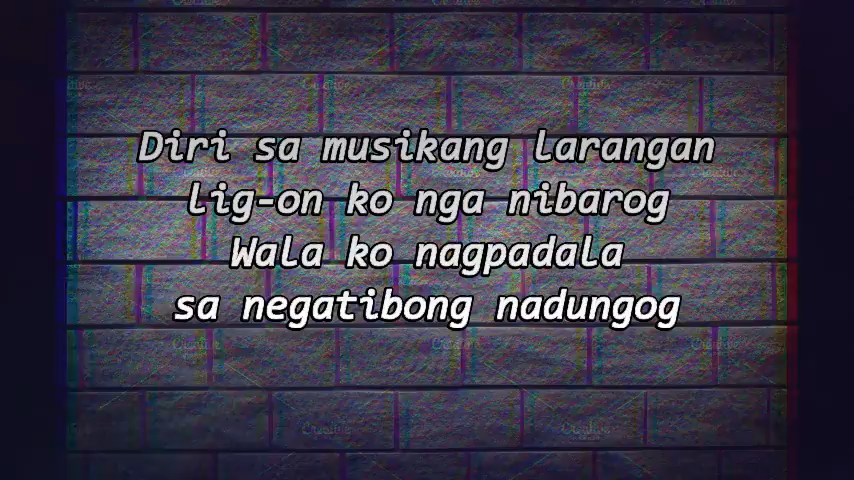 Diri sa musikang larangan
lig-on ko nga nibarog
Wala ko nagpadala
sa negatibong nadungog